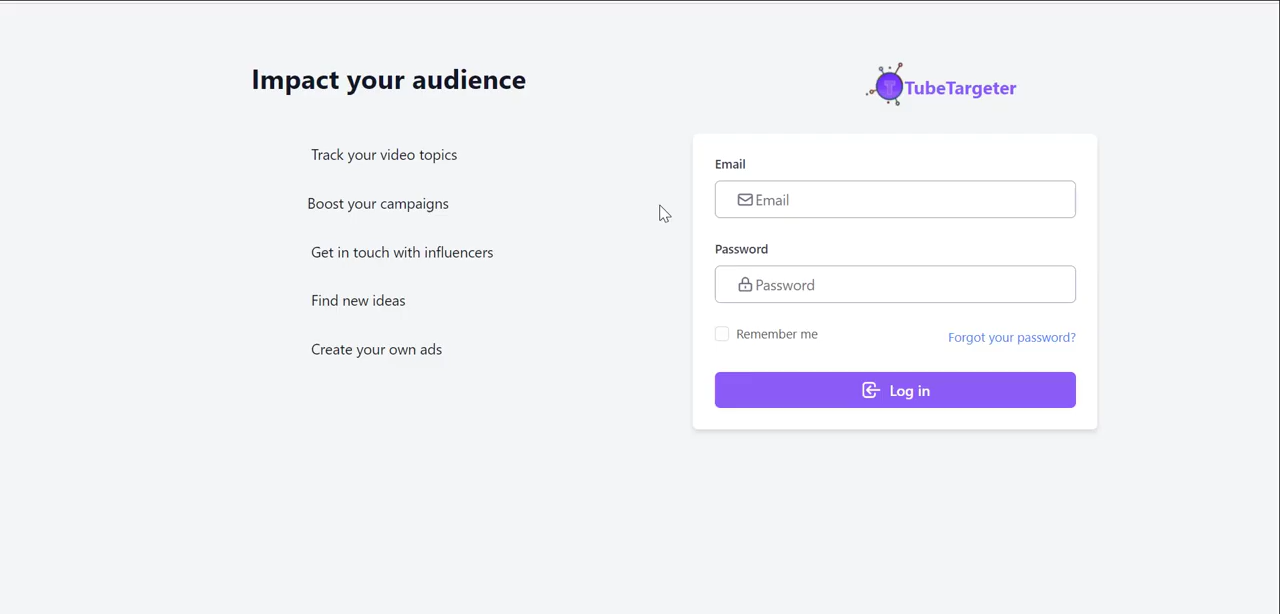 Impact your audience
Track your video topics
Boost your campaigns
Get in touch with influencers
Find new ideas
Create your own ads
TubeTargeter
Email
Email
Password
Password
Remember me
Forgot your password?
Log in